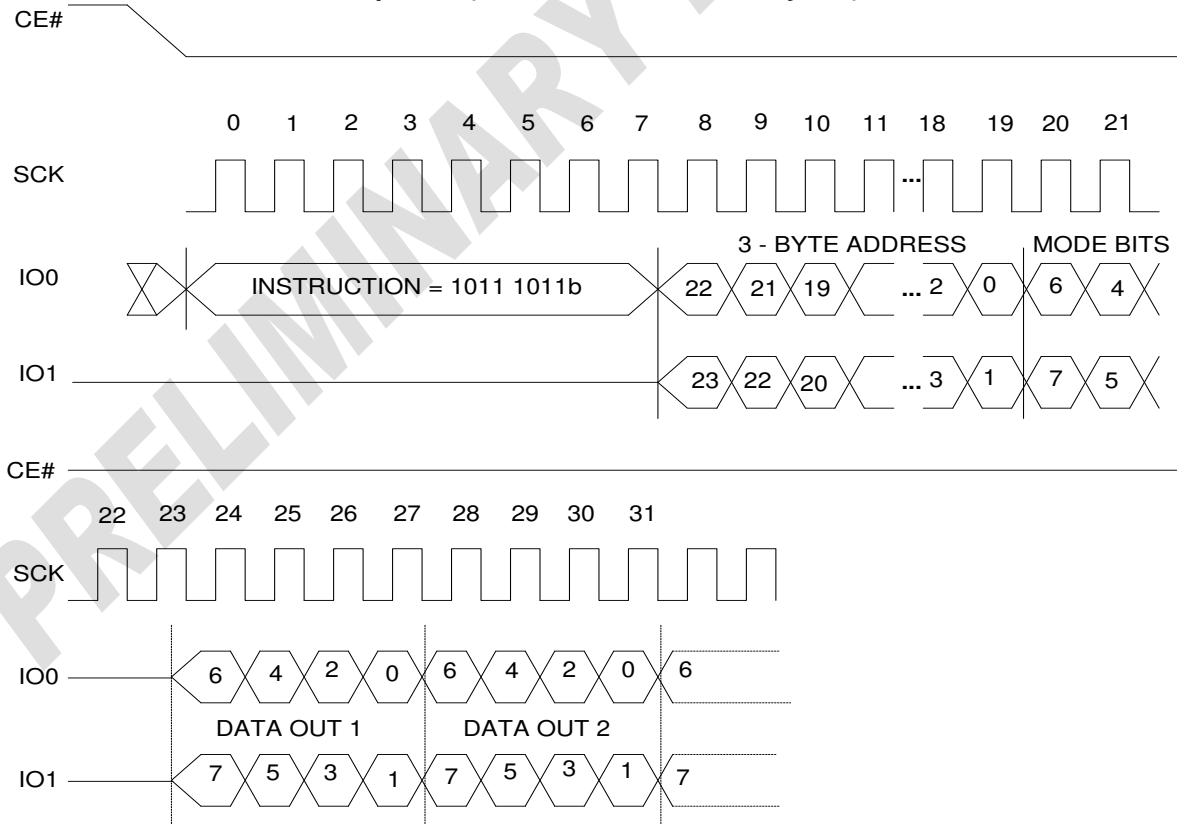 CE#
0 1 2 3 4 5 6 7 8 9 10 11 18 19 20 21
SCK
...
3 - BYTE ADDRESS MODE BITS
IO0
INSTRUCTION = 1011 1011b
22 21 19 ... 2 0 6 4
IO1
23 22 20 ... 3 1 7 5
CE#
22 23 24 25 26 27 28 29 30 31
SCK
IO0
6 4 2 0 6 4 2 0 6
DATA OUT 1 DATA OUT 2
IO1
7 5 3 1 7 5 3 1 7
PRELIMINARY